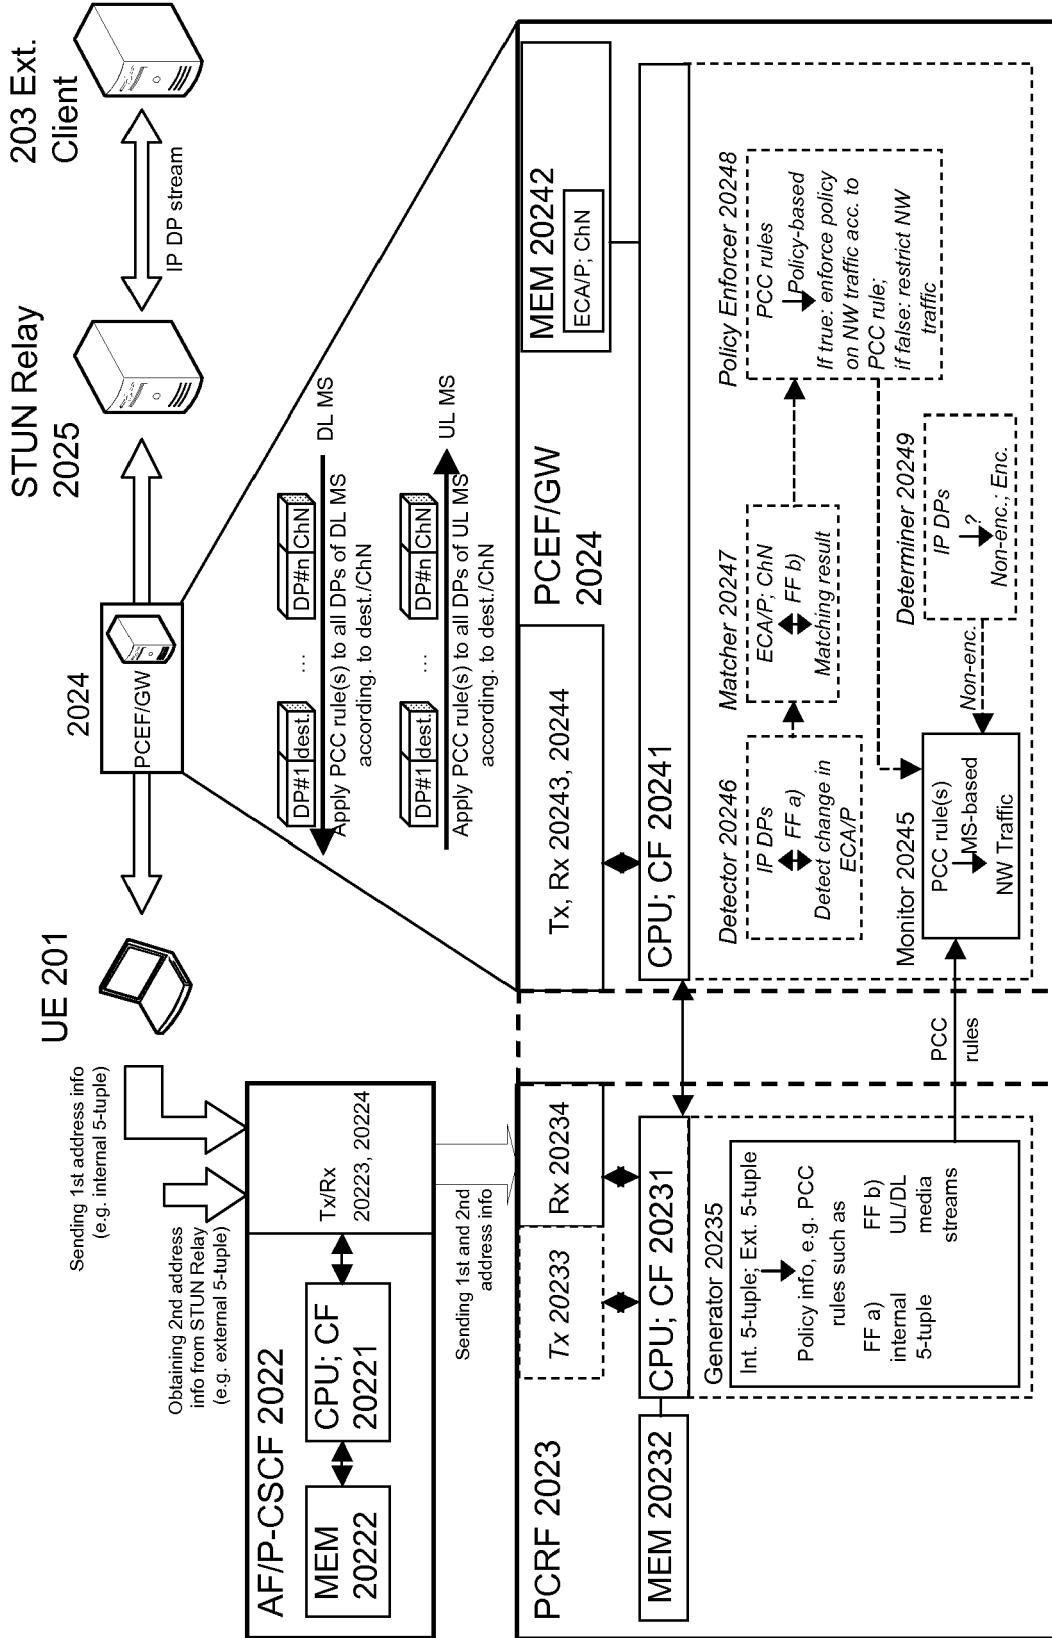 UE 201
2024
PCEF/GW
STUN Relay
2025
203 Ext.
Client
IP DP stream
Sending 1st address info
(e.g. internal 5-tuple)
Obtaining 2nd address
info from STUN Relay
(e.g. external 5-tuple)
AF/P-CSCF 2022
MEM
20222
CPU; CF
20221
Tx/Rx
20223, 20224
Sending 1st and 2nd
address info
DP#1
dest.
...
DP#n
ChN
DL MS
Apply PCC rule(s) to all DPs of DL MS
according. to dest./ChN
DP#1
dest.
...
DP#n
ChN
UL MS
Apply PCC rule(s) to all DPs of UL MS
according. to dest./ChN
PCRF 2023
Tx 20233
Rx 20234
MEM 20232
CPU; CF 20231
Generator 20235
Int. 5-tuple; Ext. 5-tuple
Policy info, e.g. PCC
rules such as
FF a)
internal
5-tuple
FF b)
UL/DL
media
streams
PCC
rules
Tx, Rx 20243, 20244
PCEF/GW
2024
MEM 20242
ECA/P; ChN
CPU; CF 20241
Detector 20246
IP DPs
FF a)
Detect change in
ECA/P
Matcher 20247
ECA/P; ChN
FF b)
Matching result
Policy Enforcer 20248
PCC rules
Policy-based
If true: enforce policy
on NW traffic acc. to
PCC rule;
if false: restrict NW
traffic
Monitor 20245
PCC rule(s)
MS-based
NW Traffic
Non-enc.
Determiner 20249
IP DPs
?
Non-enc.; Enc.